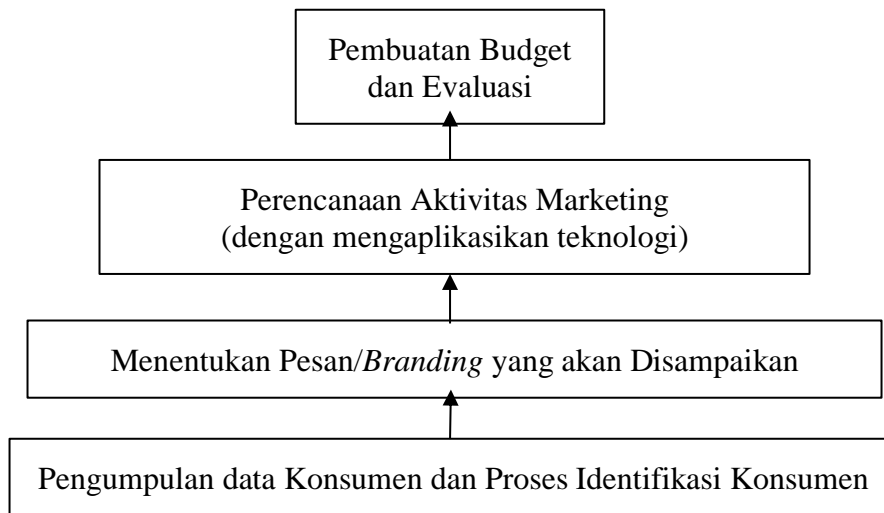 Pembuatan Budget
dan Evaluasi
Perencanaan Aktivitas Marketing
(dengan mengaplikasikan teknologi)
Menentukan Pesan/Branding yang akan Disampaikan
Pengumpulan data Konsumen dan Proses Identifikasi Konsumen